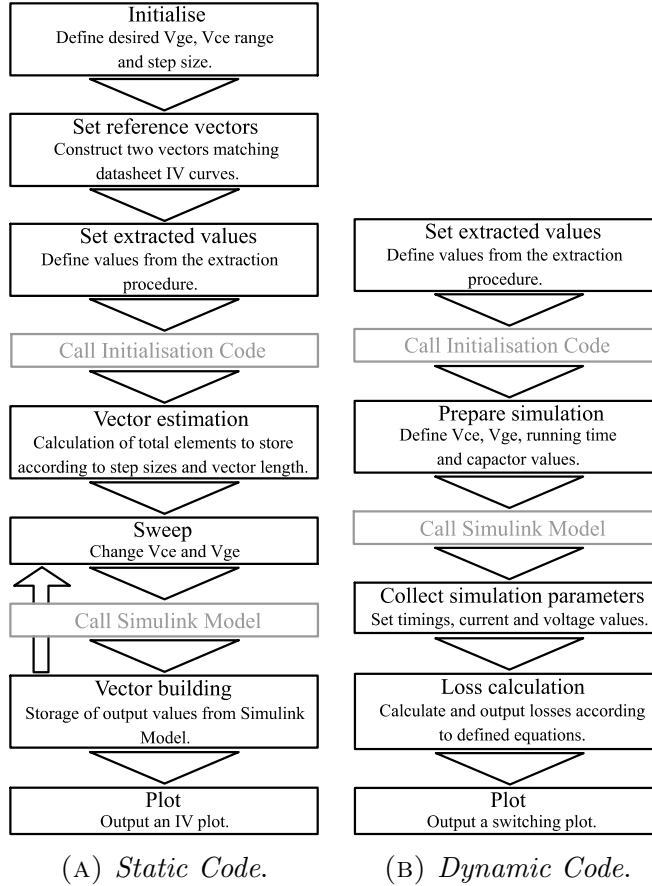 Initialise
Define desired Vge, Vce range
and step size.
Set reference vectors
Construct two vectors matching
datasheet IV curves.
Set extracted values
Define values from the extraction
procedure.
Call Initialisation Code
Vector estimation
Calculation of total elements to store
according to step sizes and vector length.
Sweep
Change Vce and Vge
Call Simulink Model
Vector building
Storage of output values from Simulink
Model.
Plot
Output an IV plot.
(A) Static Code.
Set extracted values
Define values from the extraction
procedure.
Call Initialisation Code
Prepare simulation
Define Vce, Vge, running time
and capactor values.
Call Simulink Model
Collect simulation parameters
Set timings, current and voltage values.
Loss calculation
Calculate and output losses according
to defined equations.
Plot
Output a switching plot.
(B) Dynamic Code.